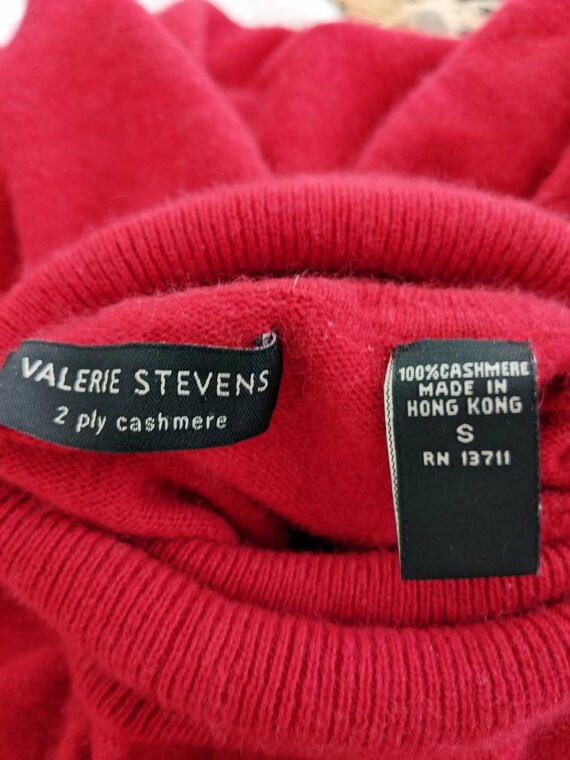 VALERIE STEVENS
2 ply cashmere
100%CASHMERE
MADE IN
HONG KONG
S
RN 13711